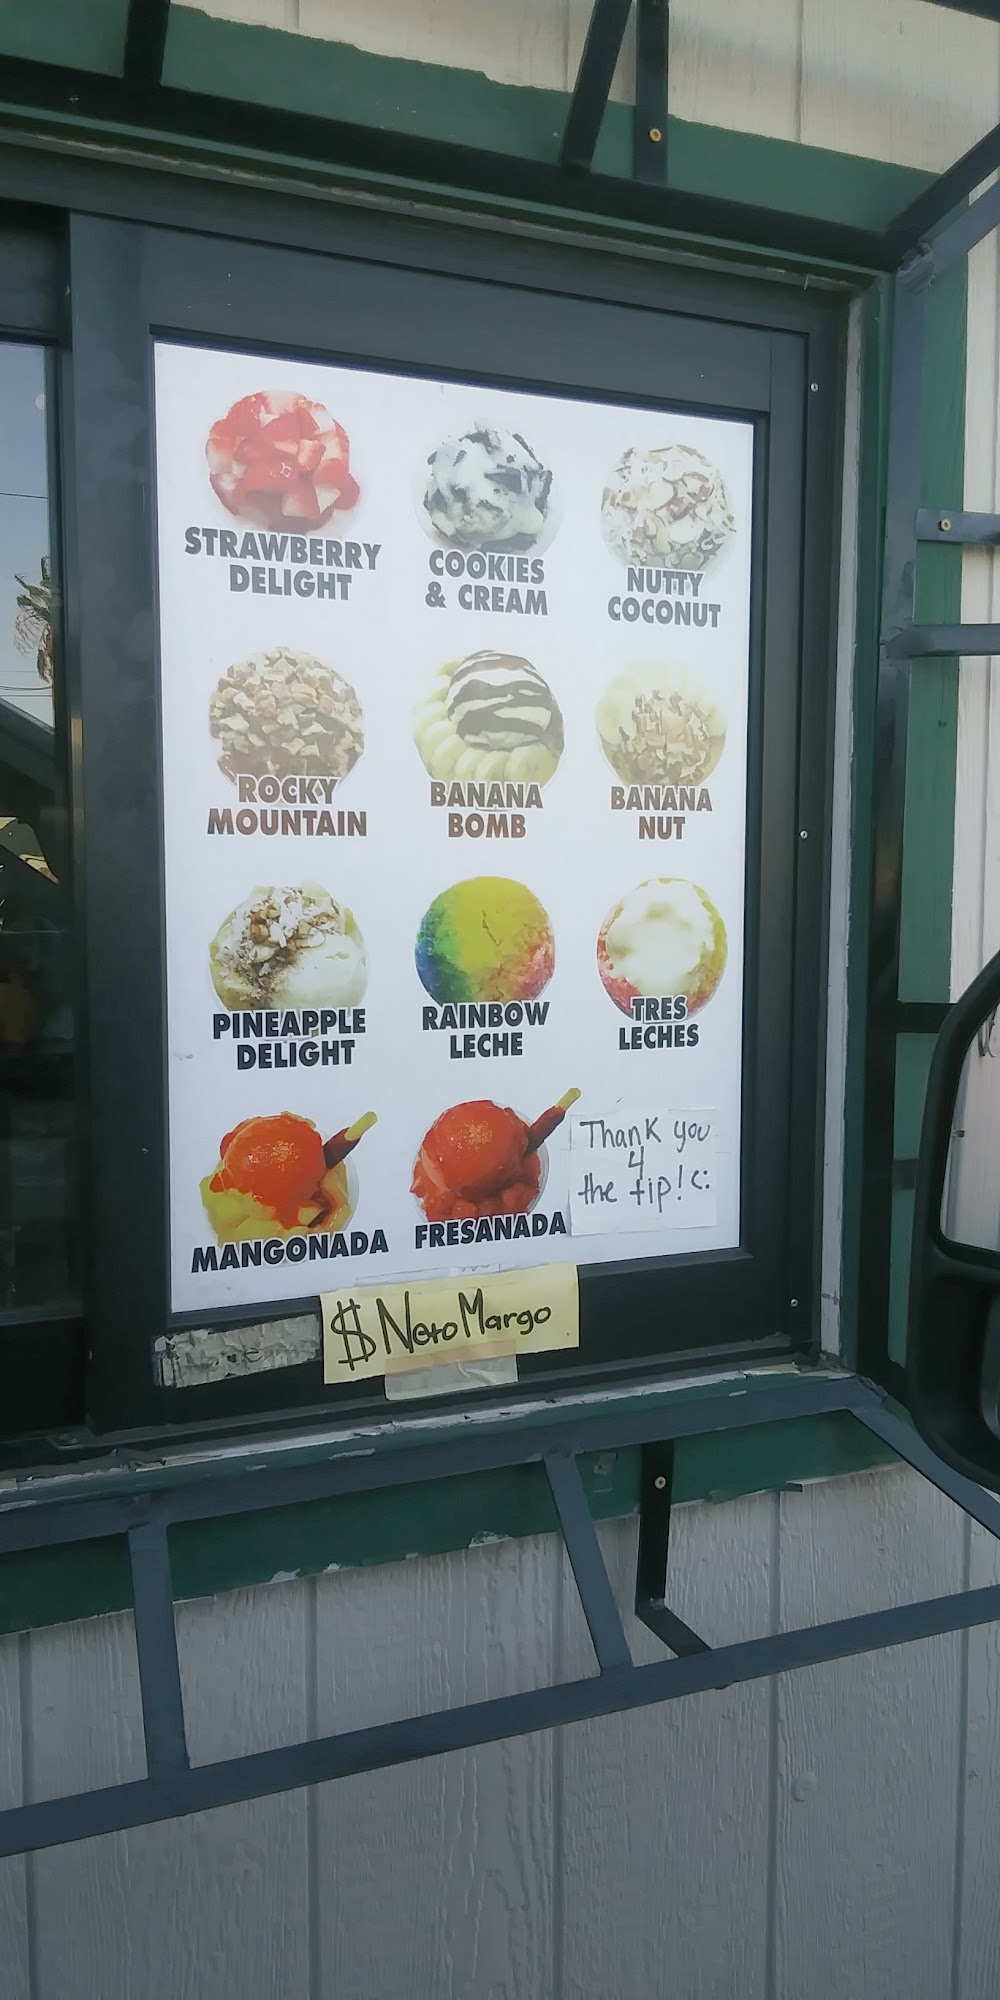 STRAWBERRY
DELIGHT
COOKIES
& CREAM
NUTTY
COCONUT
ROCKY
MOUNTAIN
BANANA
BOMB
BANANA
NUT
PINEAPPLE
DELIGHT
RAINBOW
LECHE
TRES
LECHES
MANGONADA
FRESANADA
Thank you
4
the tip! c:
$NetoMargo